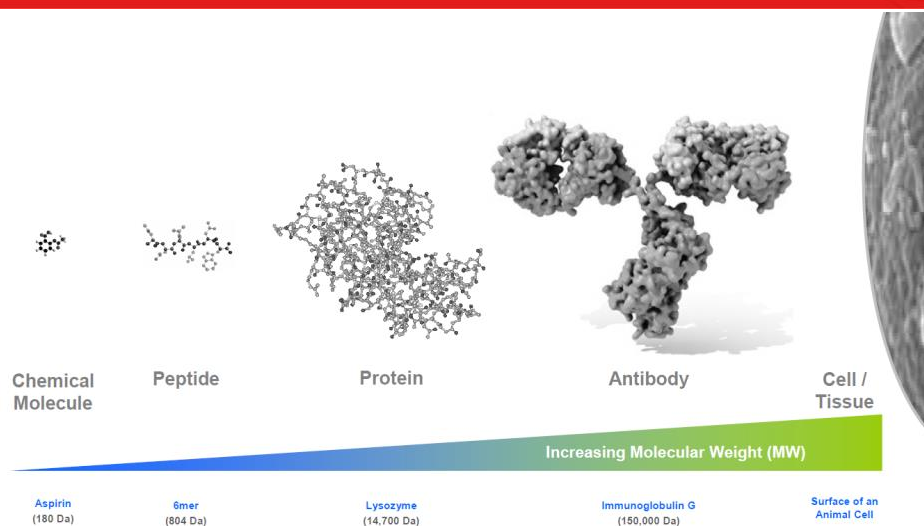 Chemical
Molecule
Peptide
Protein
Antibody
Cell /
Tissue
Increasing Molecular Weight (MW)
Aspirin
(180 Da)
6mer
(804 Da)
Lysozyme
(14,700 Da)
Immunoglobulin G
(150,000 Da)
Surface of an
Animal Cell